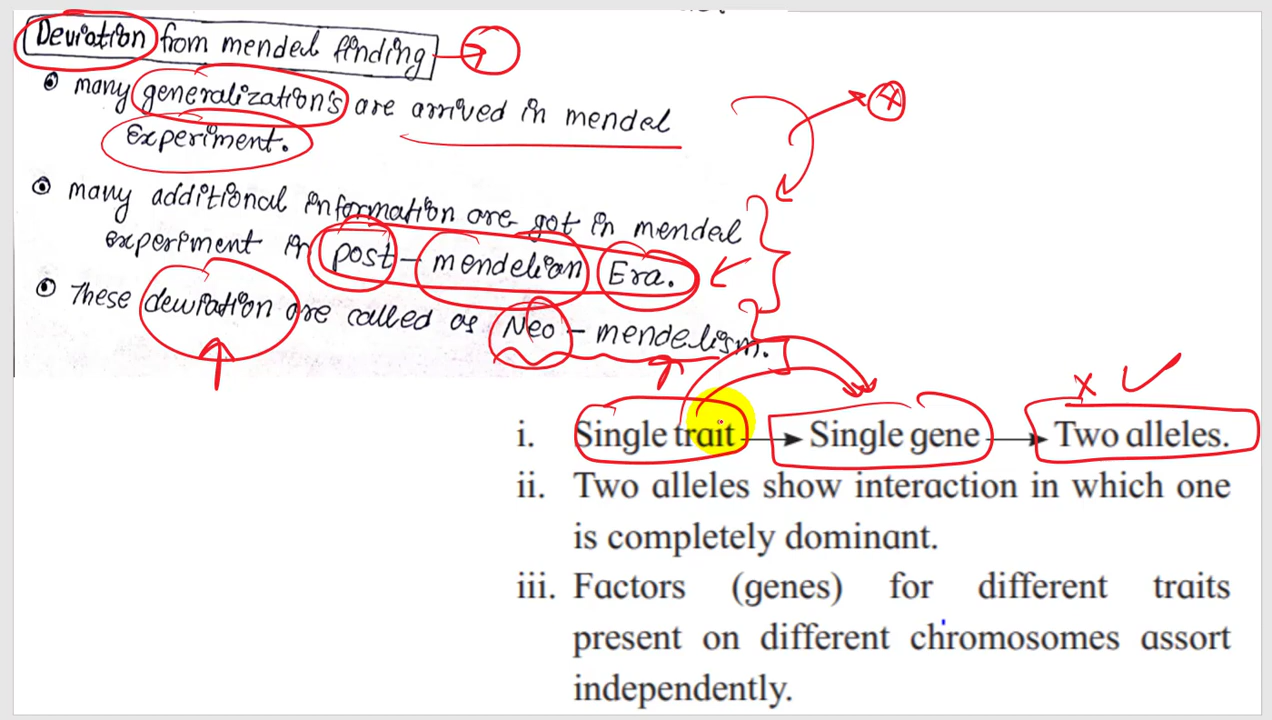 Deviation from mendel finding
many generalization's are arrived in mendel
Experiment.
many additional information are got in mendel
experiment in post - mendelian Era.
These deviation are called as Neo - mendelism.
i. Single trait → Single gene → Two alleles.
ii. Two alleles show interaction in which one
is completely dominant.
iii. Factors (genes) for different traits
present on different chromosomes assort
independently.